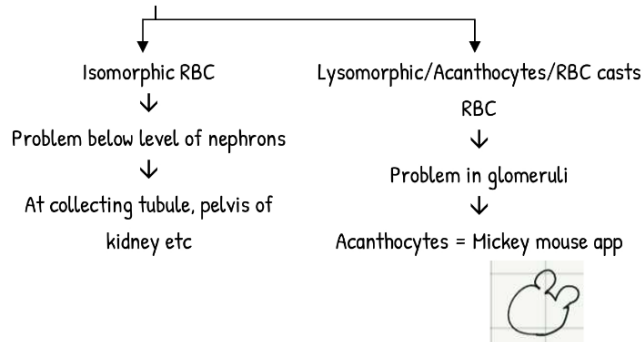 Isomorphic RBC
Problem below level of nephrons
At collecting tubule, pelvis of
kidney etc
Lysomorphic/Acanthocytes/RBC casts
RBC
Problem in glomeruli
Acanthocytes = Mickey mouse app